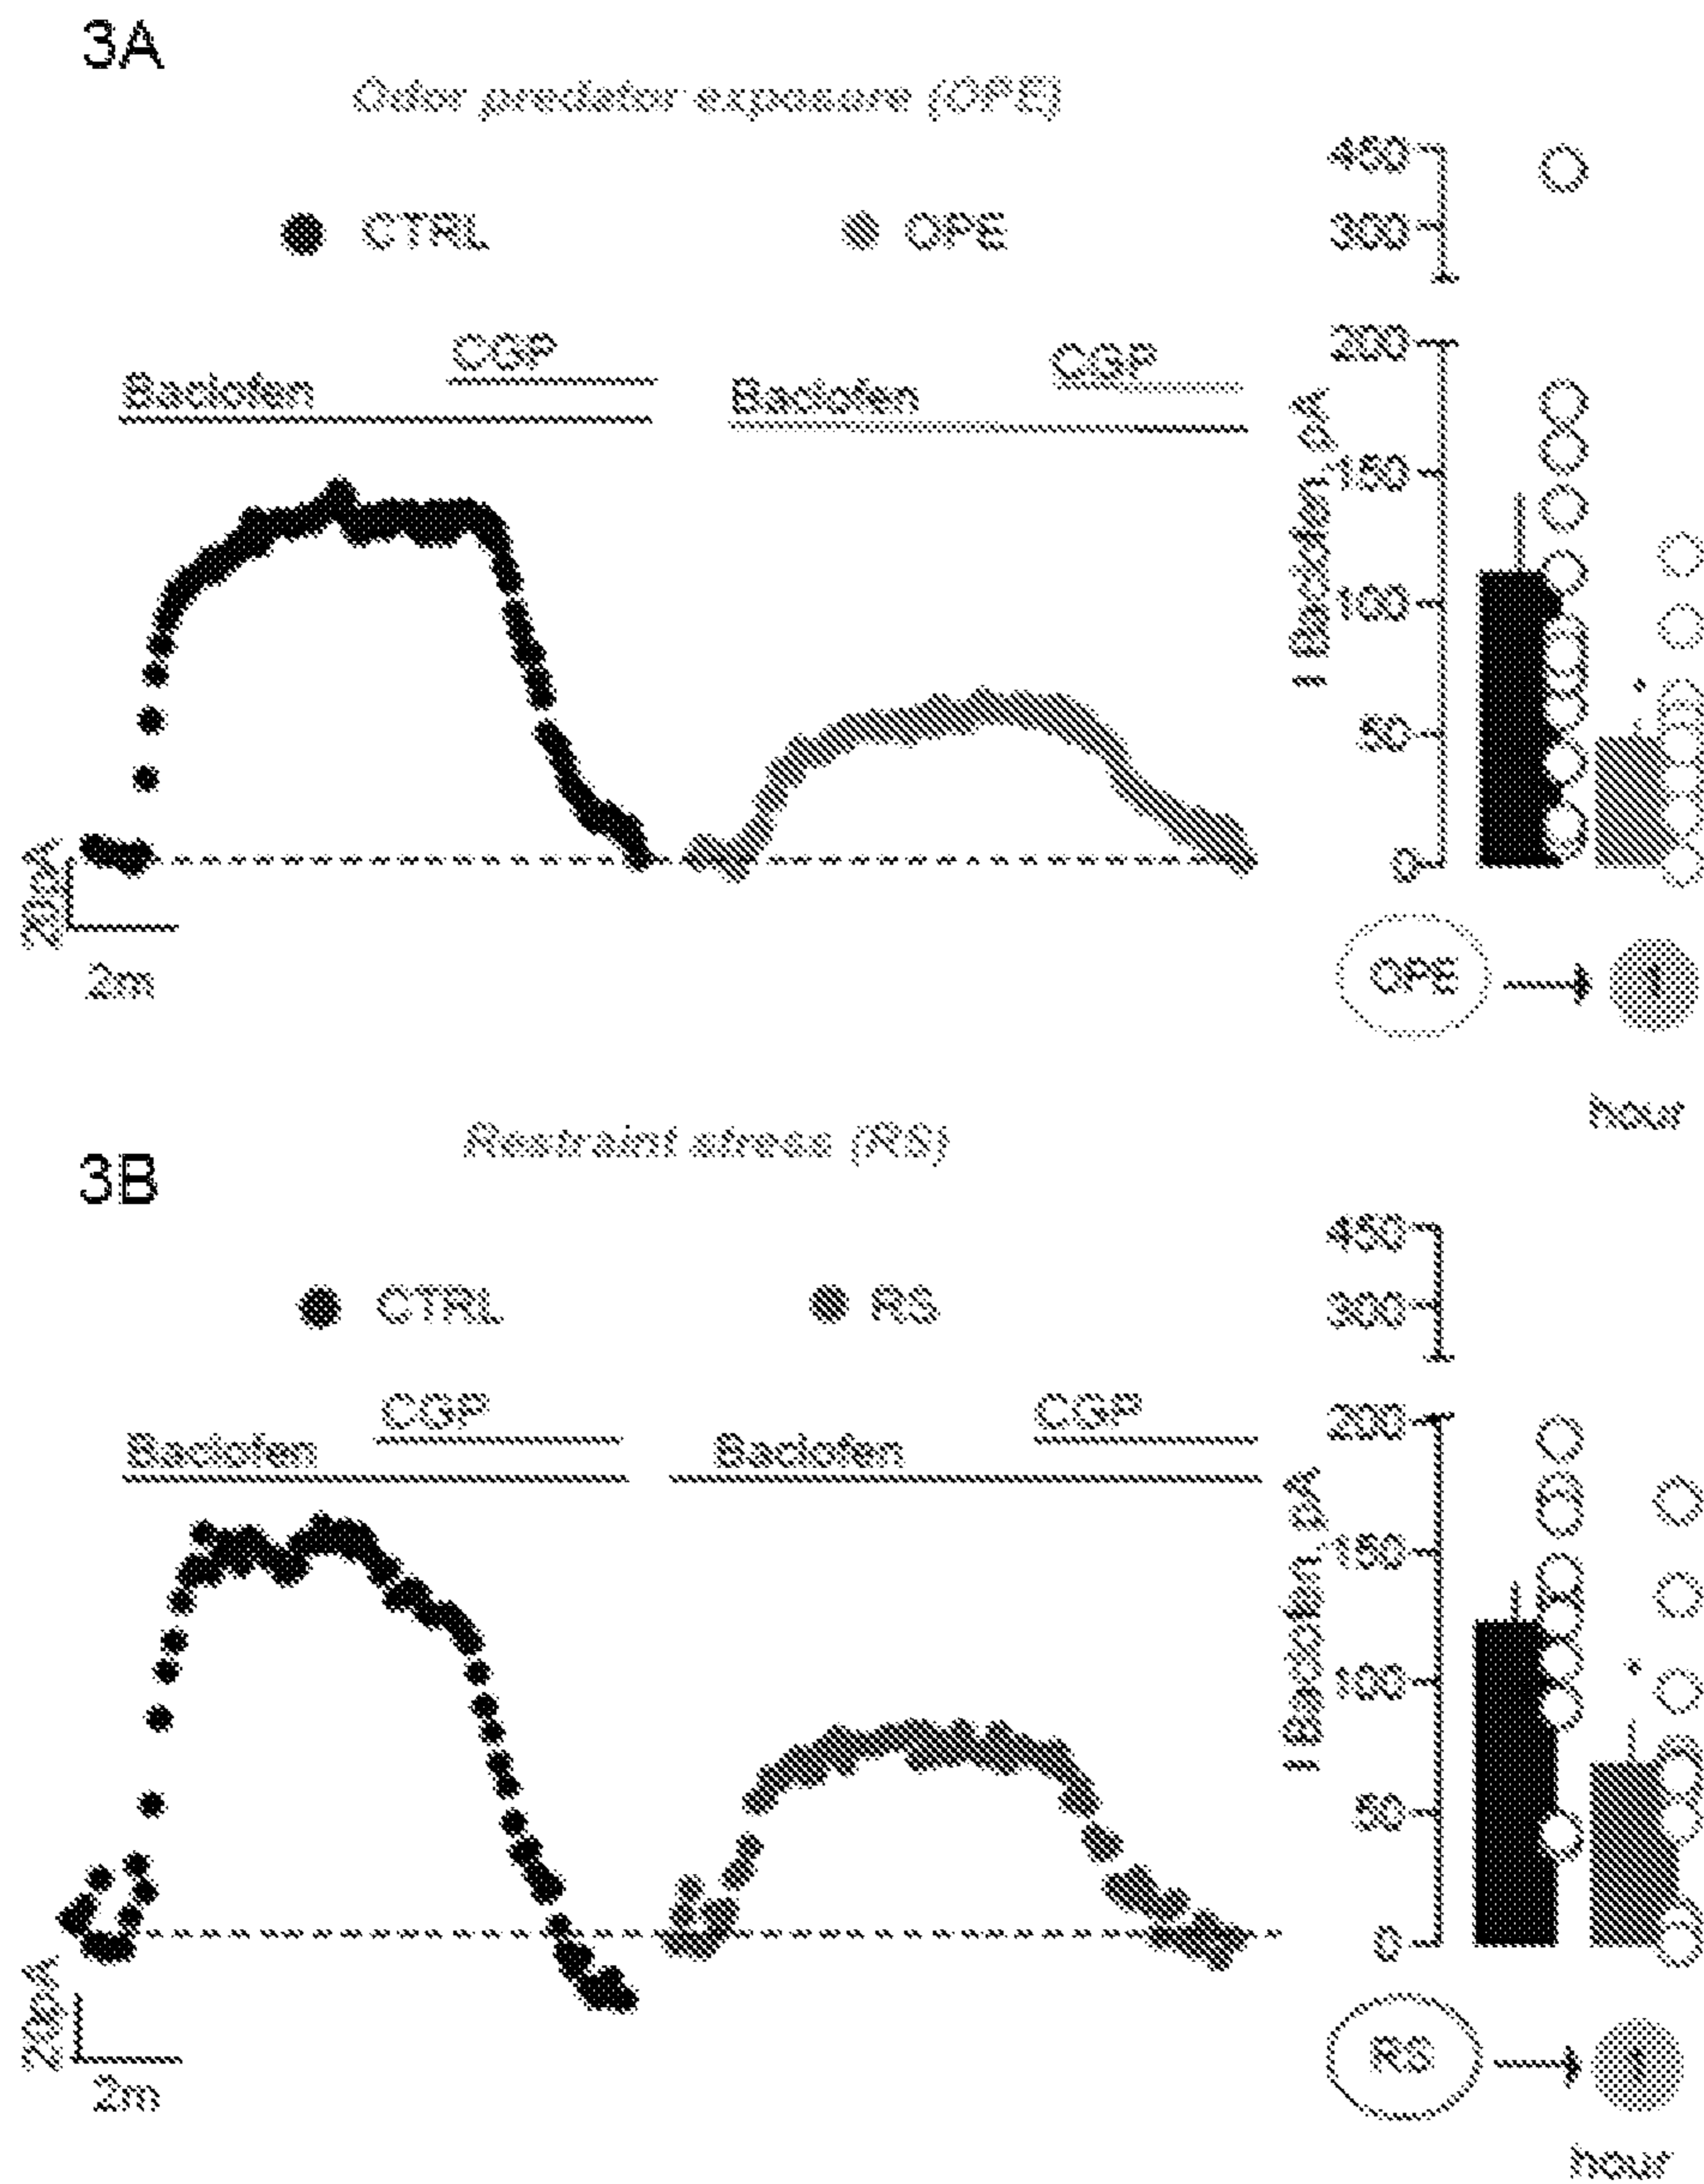 3A
Odor predator exposure (OPE)
CTRL
OPE
Baclofen
CGP
Baclofen
CGP
20pA
2m
450
300
200
150
100
50
0
I Baclofen, pA
OPE
1
hour
3B
Restraint stress (RS)
CTRL
RS
Baclofen
CGP
Baclofen
CGP
20pA
2m
450
300
200
150
100
50
0
I Baclofen, pA
RS
1
hour